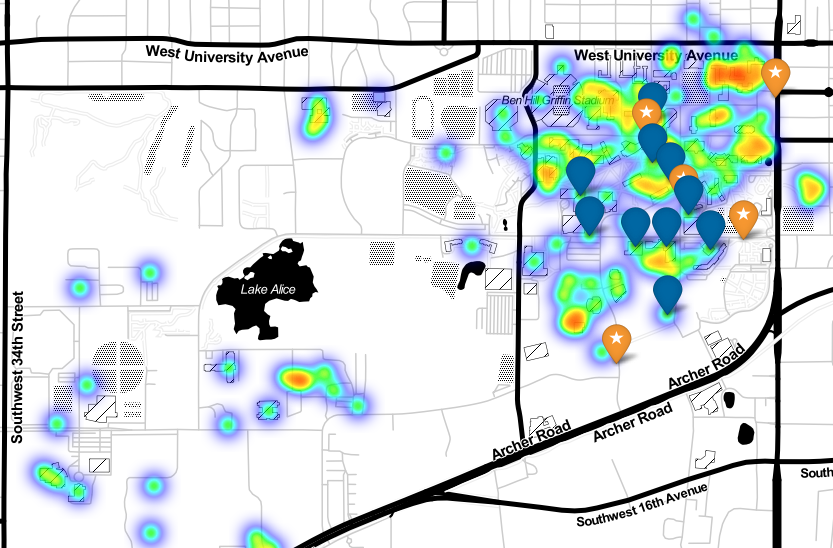 West University Avenue
West University Avenue
Ben Hill Griffin Stadium
Lake Alice
Southwest 34th Street
Archer Road
Archer Road
Archer Road
South
Southwest 16th Avenue